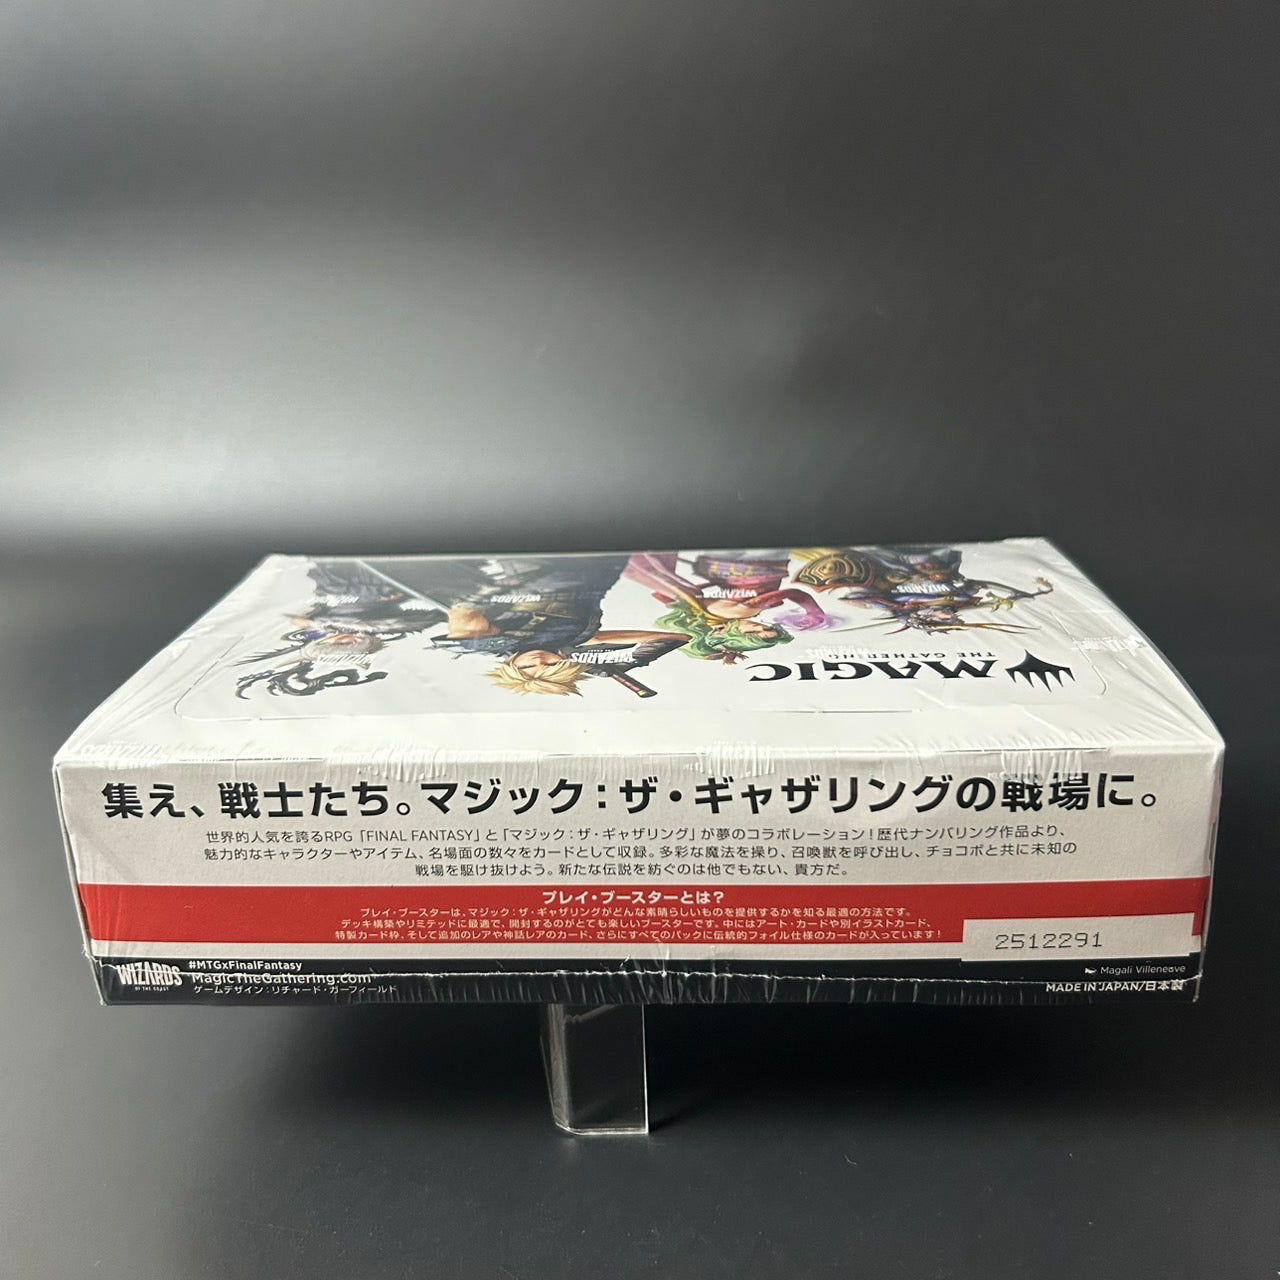 MAGIC
THE GATHERING
集え、戦士たち。マジック:ザ・ギャザリングの戦場に。
世界的人気を誇るRPG「FINAL FANTASY」と「マジック:ザ・ギャザリング」が夢のコラボレーション!歴代ナンバリング作品より、
魅力的なキャラクターやアイテム、名場面の数々をカードとして収録。多彩な魔法を操り、召喚獣を呼び出し、チョコボと共に未知の
戦場を駆け抜けよう。新たな伝説を紡ぐのは他でもない、貴方だ。
プレイ・ブースターとは?
プレイ・ブースターは、マジック:ザ・ギャザリングがどんな素晴らしいものを提供するかを知る最適の方法です。
デッキ構築やリミテッドに最適で、開封するのがとても楽しいブースターです。中にはアート・カードや別イラストカード、
特製カード枠、そして追加のレアや神話レアのカード、さらにすべてのパックに伝統的フォイル仕様のカードが入っています!
2512291
WIZARDS
OF THE COAST
#MTGxFinalFantasy
MagicTheGathering.com
ゲームデザイン:リチャード・ガーフィールド
Magali Villeneuve
MADE IN JAPAN/日本製